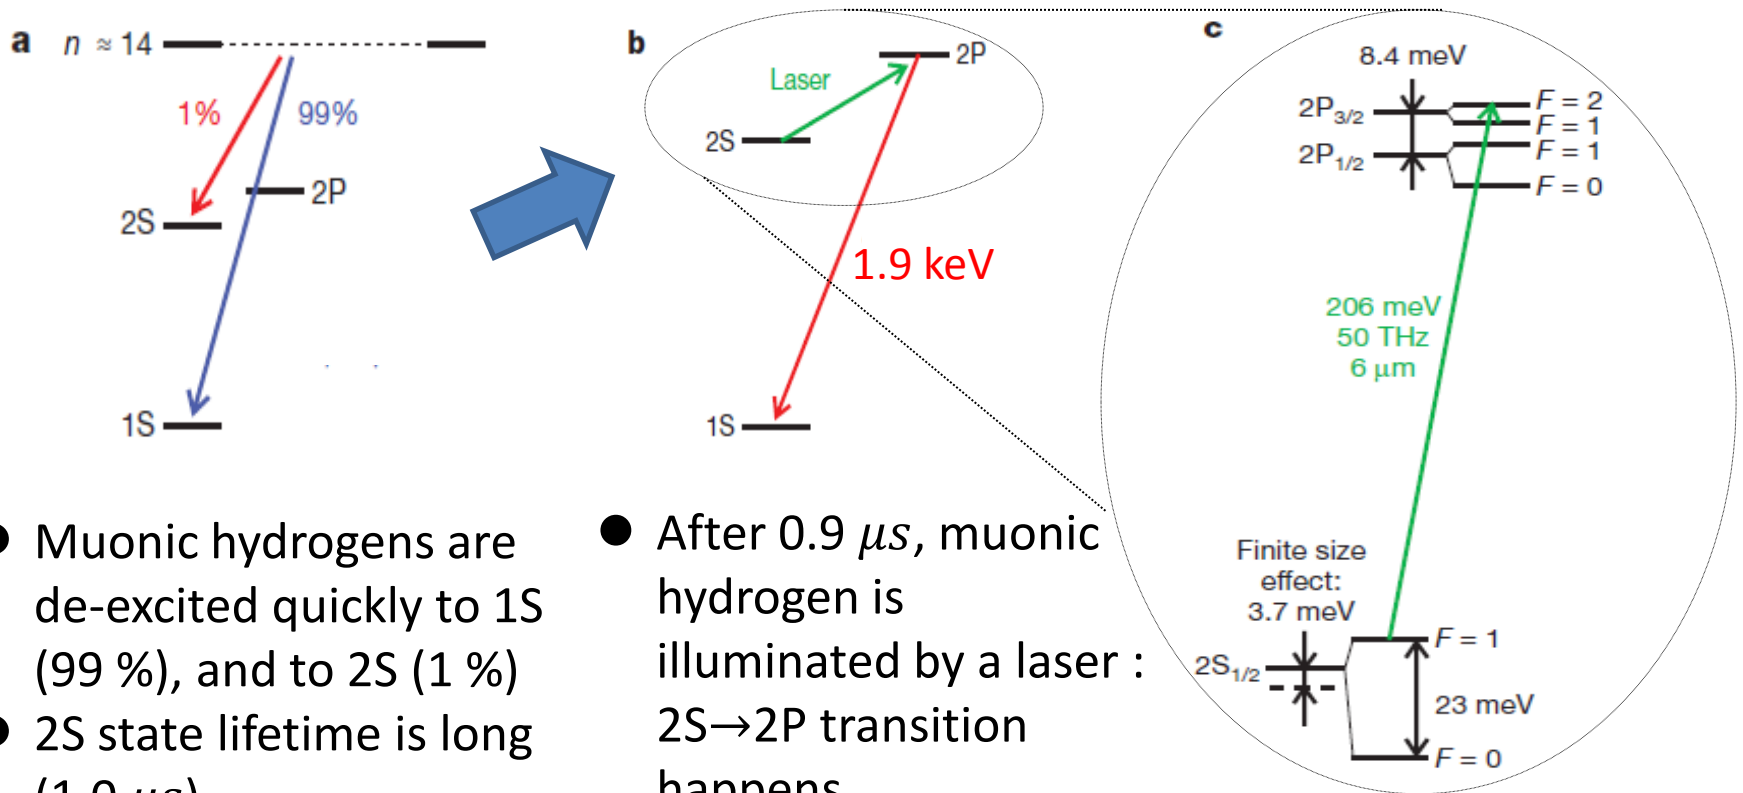 a
n ≈ 14
1%
99%
2P
2S
1S
b
2P
Laser
2S
1.9 keV
1S
c
8.4 meV
2P3/2
F = 2
F = 1
2P1/2
F = 1
F = 0
206 meV
50 THz
6 μm
Finite size
effect:
3.7 meV
2S1/2
F = 1
23 meV
F = 0
● Muonic hydrogens are
de-excited quickly to 1S
(99 %), and to 2S (1 %)
● 2S state lifetime is long
● After 0.9 μs, muonic
hydrogen is
illuminated by a laser :
2S→2P transition
happens